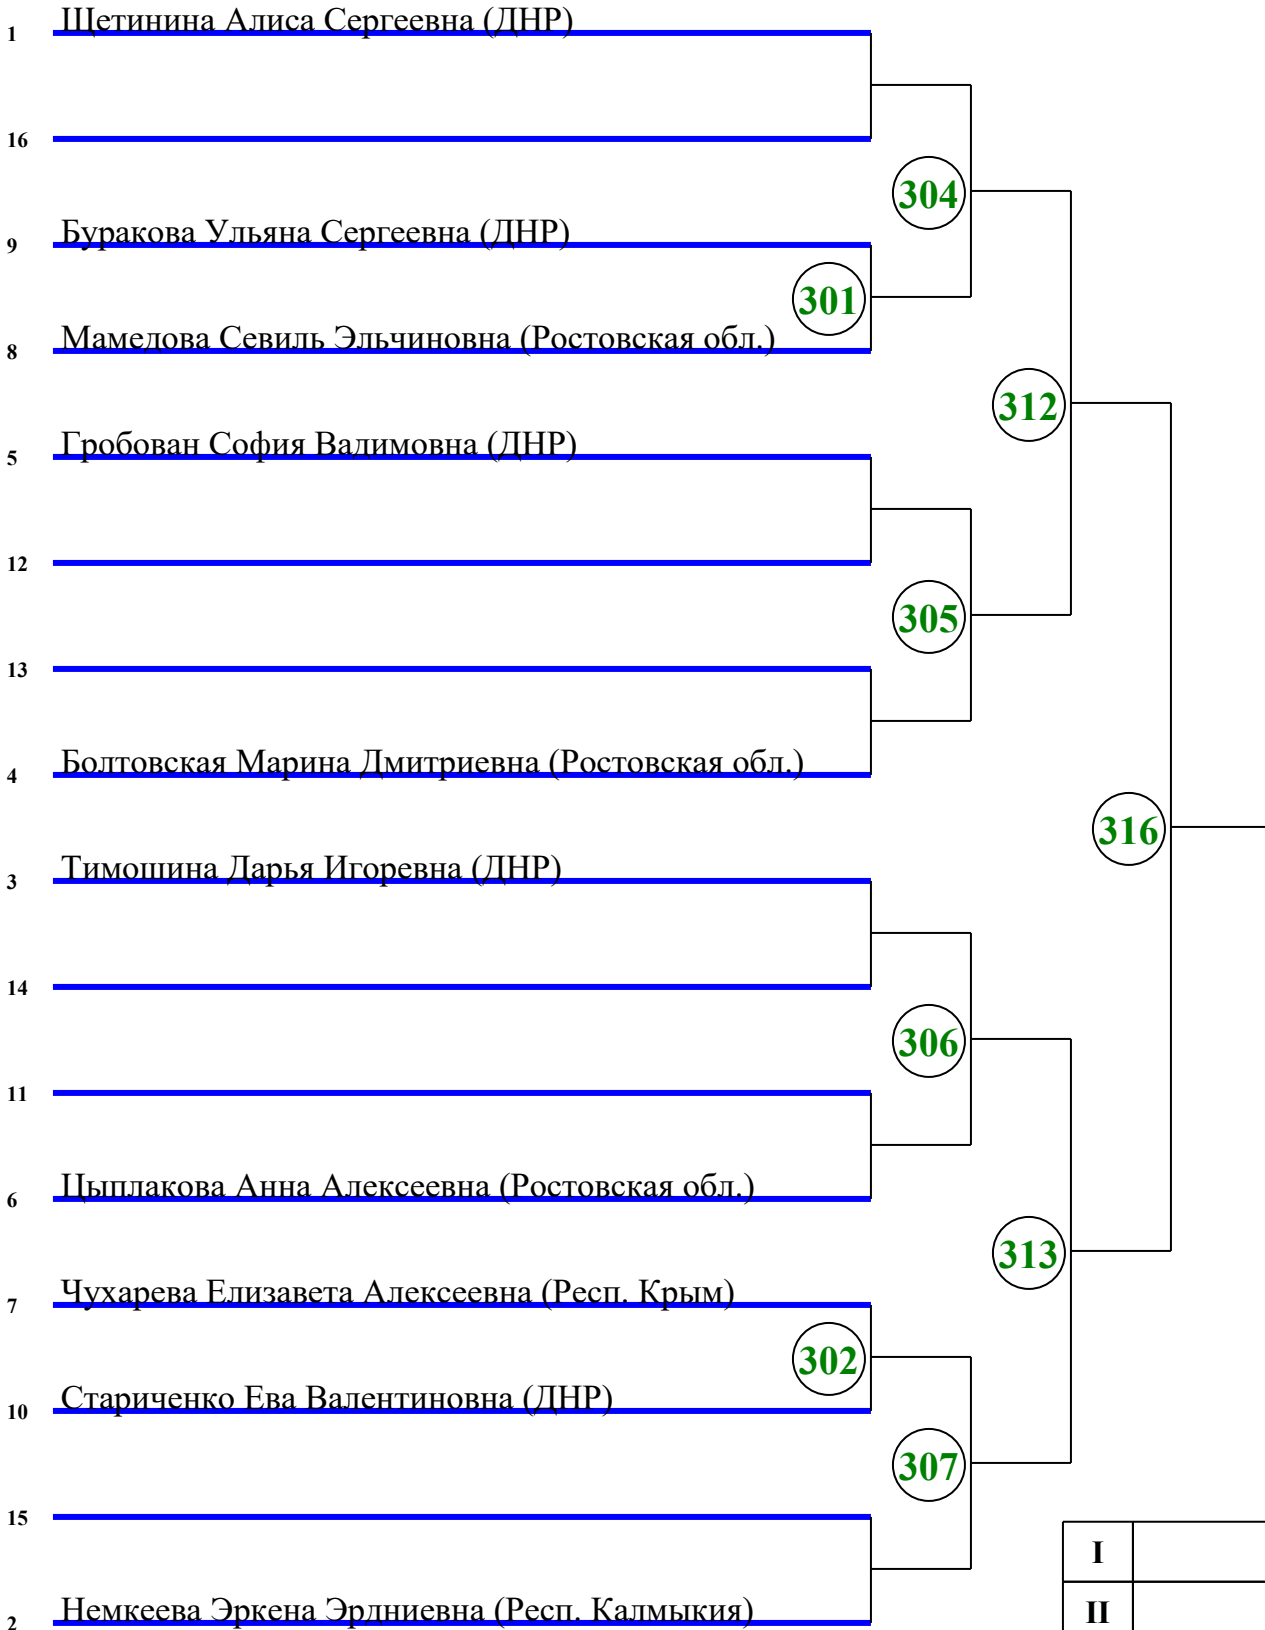 1 Щетинина Алиса Сергеевна (ДНР)
16
304
9 Буракова Ульяна Сергеевна (ДНР)
301
8 Мамедова Севиль Эльчиновна (Ростовская обл.)
312
5 Гробован София Вадимовна (ДНР)
12
305
13
4 Болтовская Марина Дмитриевна (Ростовская обл.)
316
3 Тимошина Дарья Игоревна (ДНР)
14
306
11
6 Цыплакова Анна Алексеевна (Ростовская обл.)
313
7 Чухарева Елизавета Алексеевна (Респ. Крым)
302
10 Стариченко Ева Валентиновна (ДНР)
307
15
I
2 Немкеева Эркена Эрдниевна (Респ. Калмыкия)
II